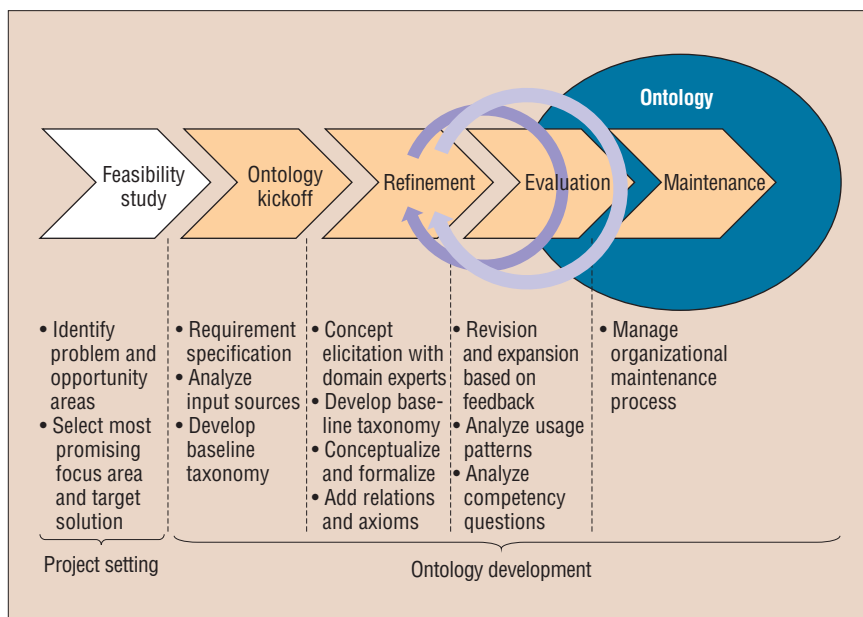 Ontology
Feasibility
study
Ontology
kickoff
Refinement
Evaluation
Maintenance
• Identify
problem and
opportunity
areas
• Select most
promising
focus area
and target
solution
• Requirement
specification
• Analyze
input sources
• Develop
baseline
taxonomy
• Concept
elicitation with
domain experts
• Develop base-
line taxonomy
• Conceptualize
and formalize
• Add relations
and axioms
• Revision
and expansion
based on
feedback
• Analyze usage
patterns
• Analyze
competency
questions
• Manage
organizational
maintenance
process
Project setting
Ontology development